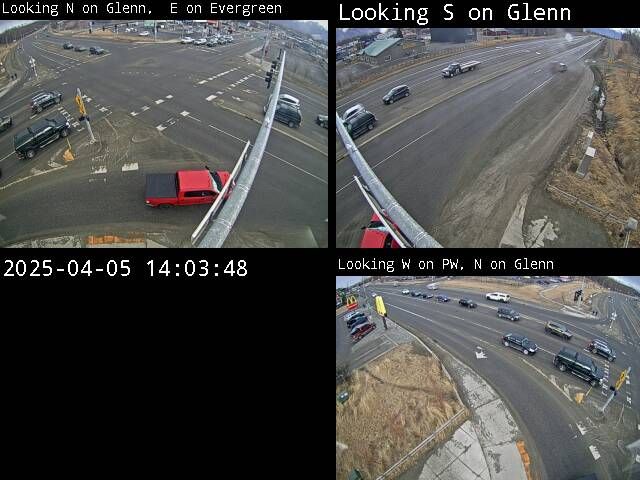 Looking N on Glenn,  E on Evergreen
Looking S on Glenn
2025-04-05 14:03:48
Looking W on PW, N on Glenn